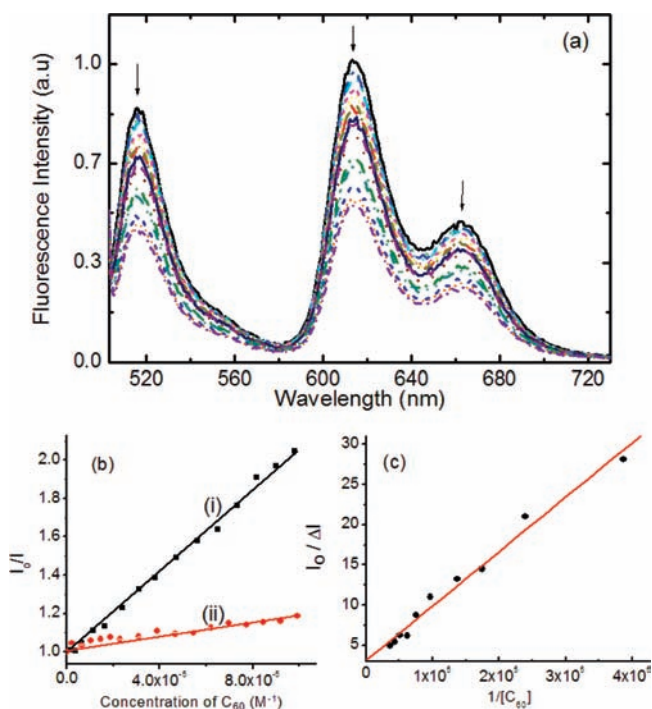 (a)
Fluorescence Intensity (a.u)
1.0
0.7
0.3
0.0
520 560 600 640 680 720
Wavelength (nm)
(b)
(i)
(ii)
I₀/I
2.0
1.8
1.6
1.4
1.2
1.0
0.0 4.0x10⁻⁵ 8.0x10⁻⁵
Concentration of C₆₀ (M⁻¹)
(c)
I₀ / ΔI
30
25
20
15
10
5
1x10⁵ 2x10⁵ 3x10⁵ 4x10⁵
1/[C₆₀]